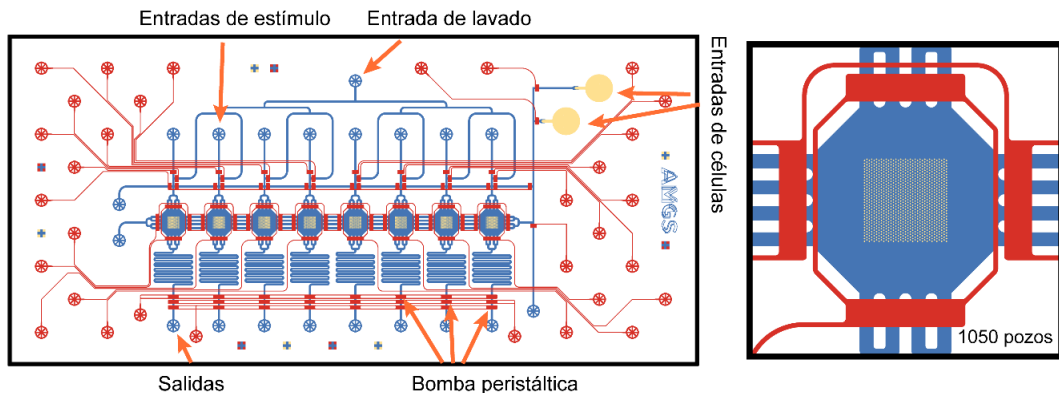 Entradas de estímulo
Entrada de lavado
Entradas de células
AMGS
Salidas
Bomba peristáltica
1050 pozos